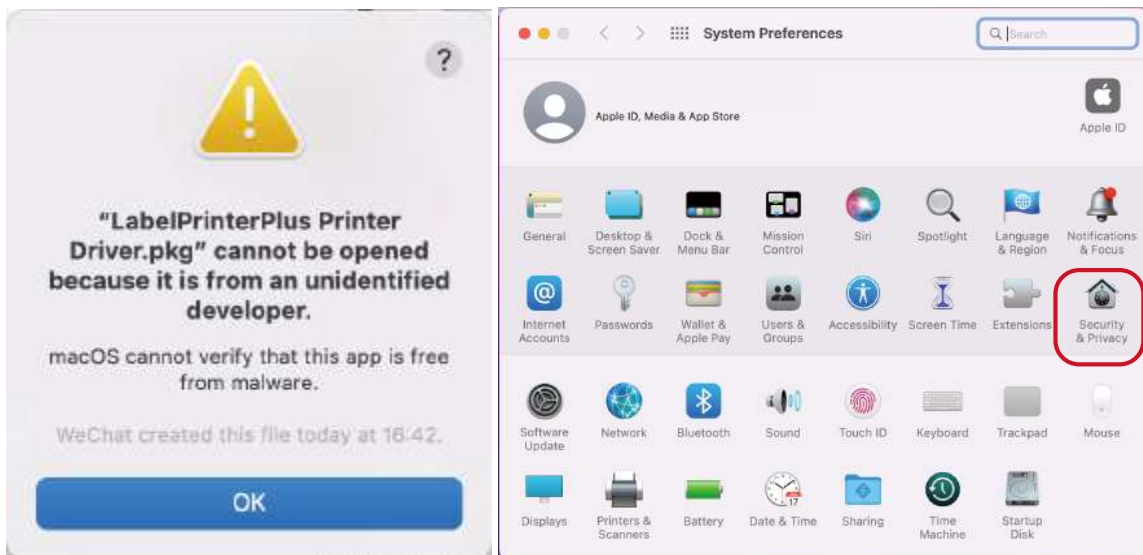 ?
"LabelPrinterPlus Printer
Driver.pkg" cannot be opened
because it is from an unidentified
developer.
macOS cannot verify that this app is free
from malware.
WeChat created this file today at 16:42.
OK
System Preferences
Search
Apple ID, Media & App Store
Apple ID
General
Desktop &
Screen Saver
Dock &
Menu Bar
Mission
Control
Siri
Spotlight
Language
& Region
Notifications
& Focus
Internet
Accounts
Passwords
Wallet &
Apple Pay
Users &
Groups
Accessibility
Screen Time
Extensions
Security
& Privacy
Software
Update
Network
Bluetooth
Sound
Touch ID
Keyboard
Trackpad
Mouse
Displays
Printers &
Scanners
Battery
17
Date & Time
Sharing
Time
Machine
Startup
Disk